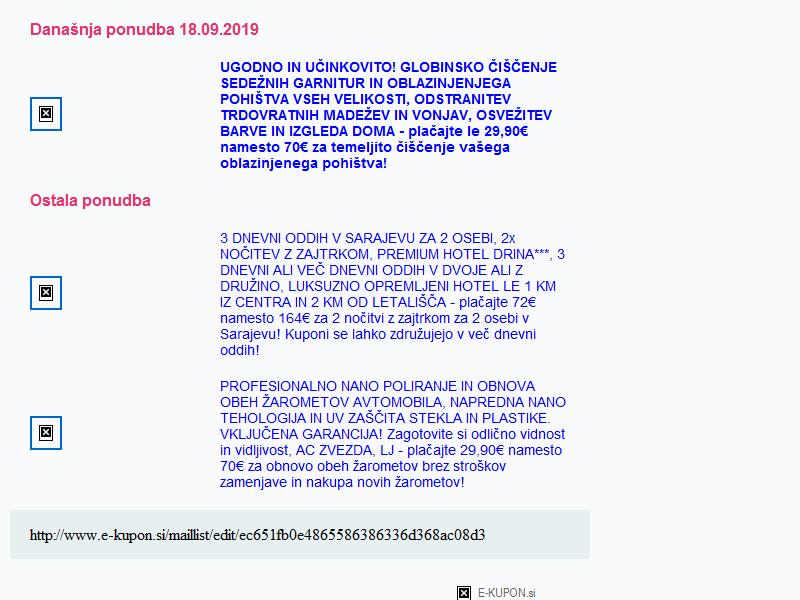 Današnja ponudba 18.09.2019
UGODNO IN UČINKOVITO! GLOBINSKO ČIŠČENJE
SEDEŽNIH GARNITUR IN OBLAZINJENJEGA
POHIŠTVA VSEH VELIKOSTI, ODSTRANITEV
TRDOVRATNIH MADEŽEV IN VONJAV, OSVEŽITEV
BARVE IN IZGLEDA DOMA - plačajte le 29,90€
namesto 70€ za temeljito čiščenje vašega
oblazinjenega pohištva!
Ostala ponudba
3 DNEVNI ODDIH V SARAJEVU ZA 2 OSEBI, 2x
NOČITEV Z ZAJTRKOM, PREMIUM HOTEL DRINA***, 3
DNEVNI ALI VEČ DNEVNI ODDIH V DVOJE ALI Z
DRUŽINO, LUKSUZNO OPREMLJENI HOTEL LE 1 KM
IZ CENTRA IN 2 KM OD LETALIŠČA - plačajte 72€
namesto 164€ za 2 nočitvi z zajtrkom za 2 osebi v
Sarajevu! Kuponi se lahko združujejo v več dnevni
oddih!
PROFESIONALNO NANO POLIRANJE IN OBNOVA
OBEH ŽAROMETOV AVTOMOBILA, NAPREDNA NANO
TEHOLOGIJA IN UV ZAŠČITA STEKLA IN PLASTIKE.
VKLJUČENA GARANCIJA! Zagotovite si odlično vidnost
in vidljivost, AC ZVEZDA, LJ - plačajte 29,90€ namesto
70€ za obnovo obeh žarometov brez stroškov
zamenjave in nakupa novih žarometov!
http://www.e-kupon.si/maillist/edit/ec651fb0e4865586386336d368ac08d3
E-KUPON.si